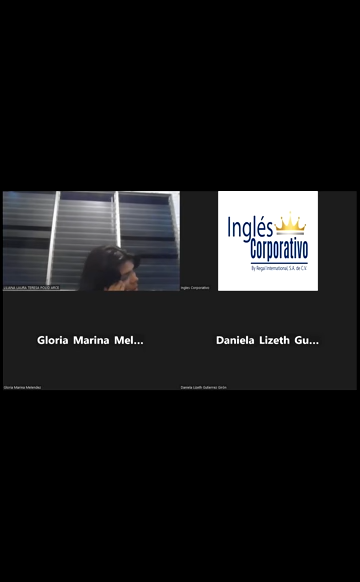 Inglés
Corporativo
By Regal International, S.A. de C.V.
Inglés Corporativo
Gloria Marina Mel...
Daniela Lizeth Gu...
Gloria Marina Melendez
Daniela Lizeth Gutierrez Girón